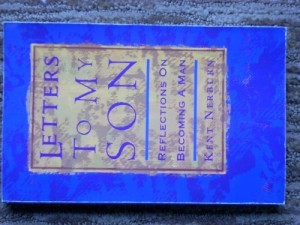 LETTERS
TO MY
SON
REFLECTIONS ON
BECOMING A MAN
KENT NERBURN